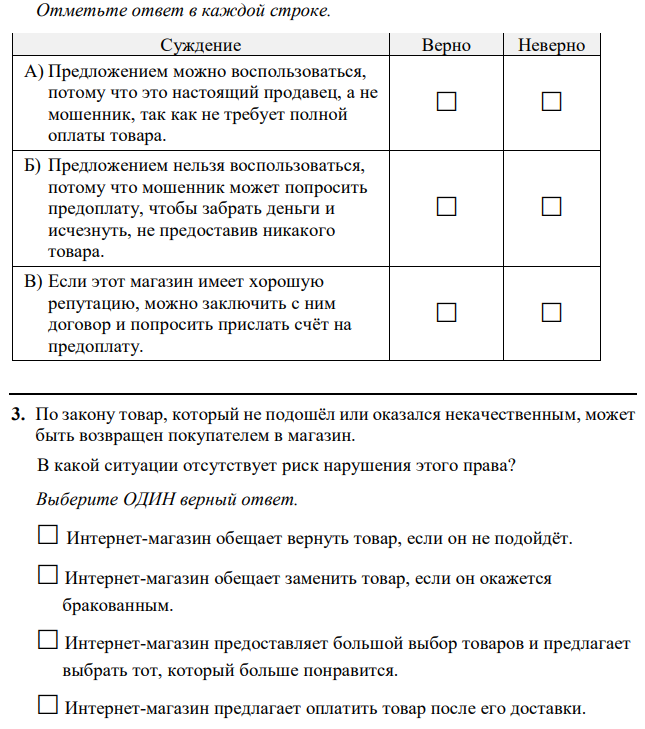 Отметьте ответ в каждой строке.
Суждение Верно Неверно
А) Предложением можно воспользоваться,
потому что это настоящий продавец, а не
мошенник, так как не требует полной
оплаты товара.
Б) Предложением нельзя воспользоваться,
потому что мошенник может попросить
предоплату, чтобы забрать деньги и
исчезнуть, не предоставив никакого
товара.
В) Если этот магазин имеет хорошую
репутацию, можно заключить с ним
договор и попросить прислать счёт на
предоплату.
3. По закону товар, который не подошёл или оказался некачественным, может
быть возвращен покупателем в магазин.
В какой ситуации отсутствует риск нарушения этого права?
Выберите ОДИН верный ответ.
Интернет-магазин обещает вернуть товар, если он не подойдёт.
Интернет-магазин обещает заменить товар, если он окажется
бракованным.
Интернет-магазин предоставляет большой выбор товаров и предлагает
выбрать тот, который больше понравится.
Интернет-магазин предлагает оплатить товар после его доставки.